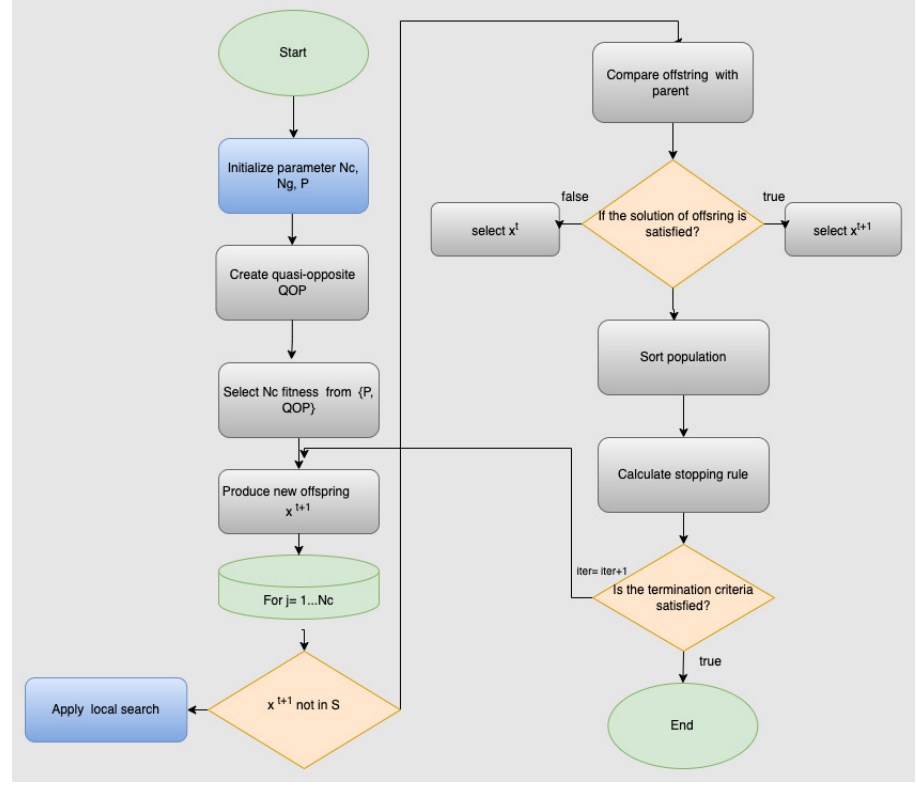 Start
Initialize parameter Nc,
Ng, P
Create quasi-opposite
QOP
Select Nc fitness from {P,
QOP}
Produce new offspring
x t+1
For j= 1...Nc
x t+1 not in S
Apply local search
Compare offstring with
parent
false
true
If the solution of offsring is
satisfied?
select xt
select xt+1
Sort population
Calculate stopping rule
iter= iter+1
Is the termination criteria
satisfied?
true
End